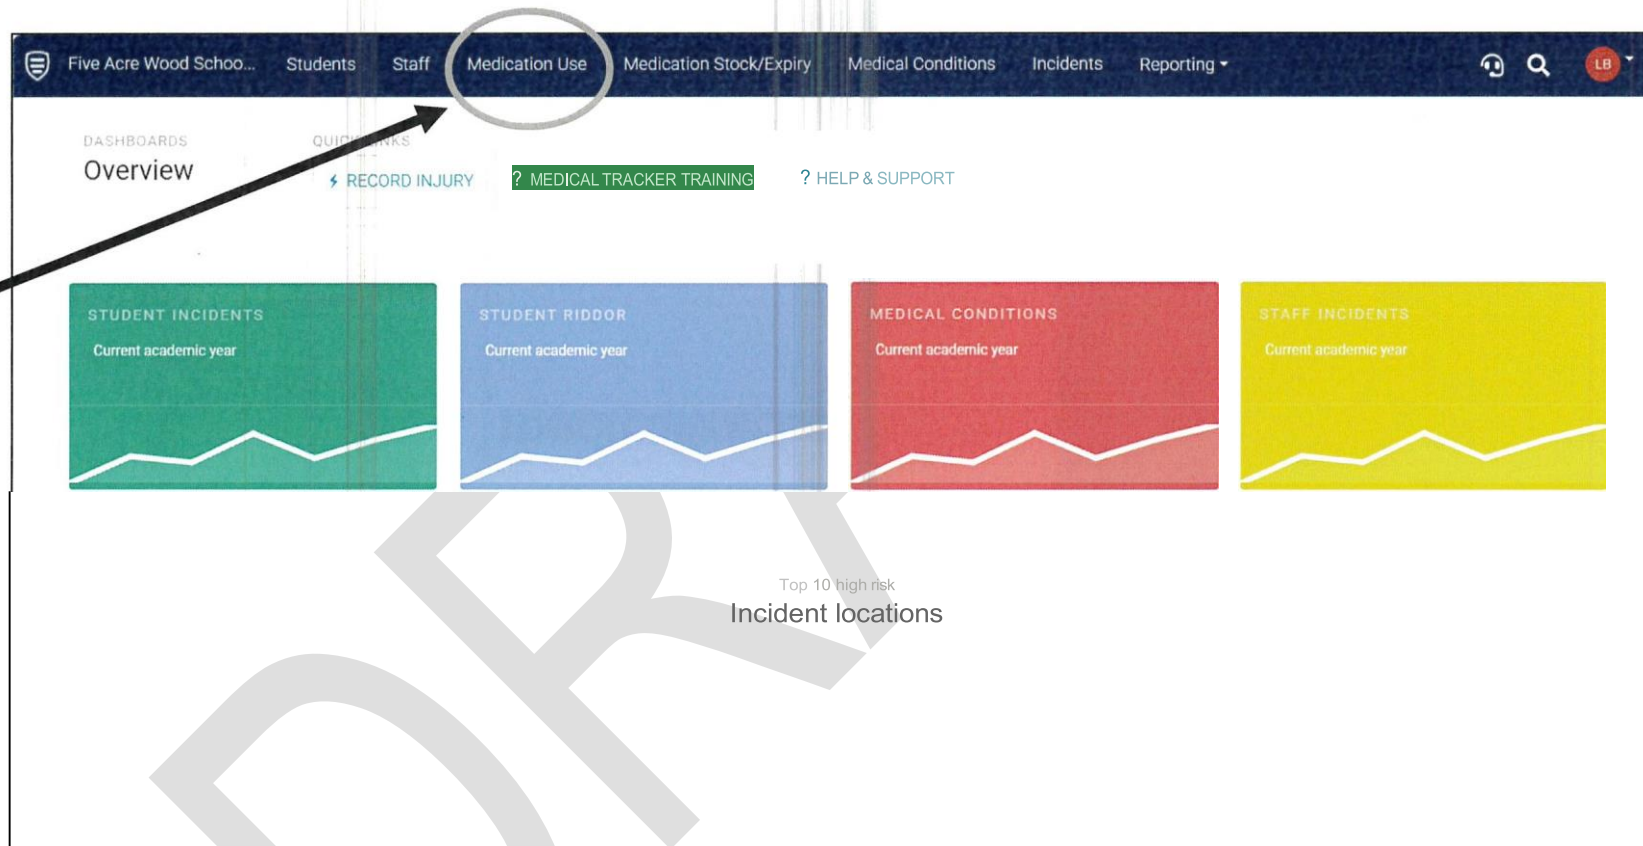 Five Acre Wood Schoo... Students Staff Medication Use Medication Stock/Expiry Medical Conditions Incidents Reporting LB
DASHBOARDS
Overview
RECORD INJURY
? MEDICAL TRACKER TRAINING
? HELP & SUPPORT
STUDENT INCIDENTS
Current academic year
STUDENT RIDDOR
Current academic year
MEDICAL CONDITIONS
Current academic year
STAFF INCIDENTS
Current academic year
Top 10 high risk
Incident locations